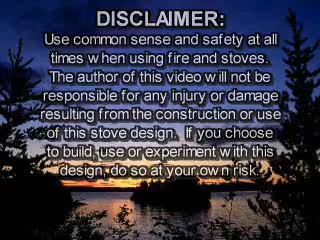 DISCLAIMER:
Use common sense and safety at all
times when using fire and stoves.
The author of this video will not be
responsible for any injury or damage
resulting from the construction or use
of this stove design. If you choose
to build, use or experiment with this
design, do so at your own risk.